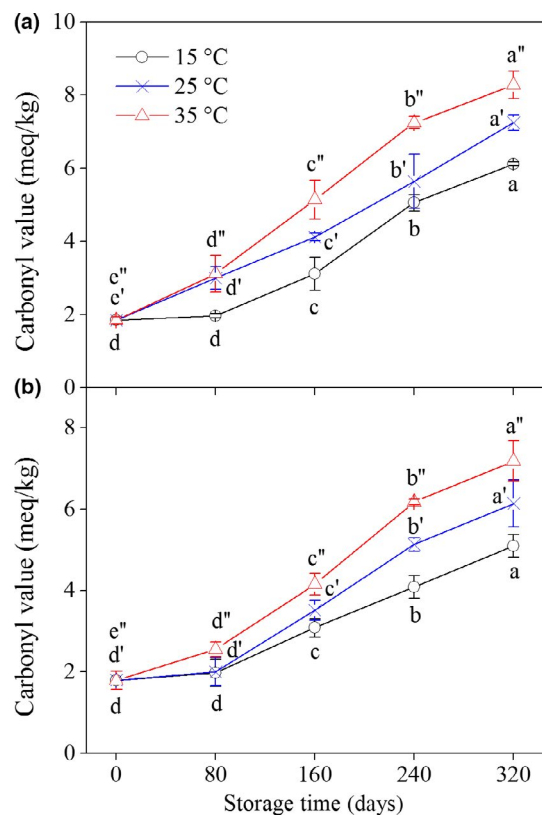 (a)
10
15 °C
25 °C
35 °C
8
6
4
2
0
Carbonyl value (meq/kg)
c"
c'
d
d"
d'
d
c"
c'
c
b"
b'
b
a"
a'
a
(b)
8
6
4
2
0
Carbonyl value (meq/kg)
e"
d'
d
d"
d'
d
c"
c'
c
b"
b'
b
a"
a'
a
0 80 160 240 320
Storage time (days)